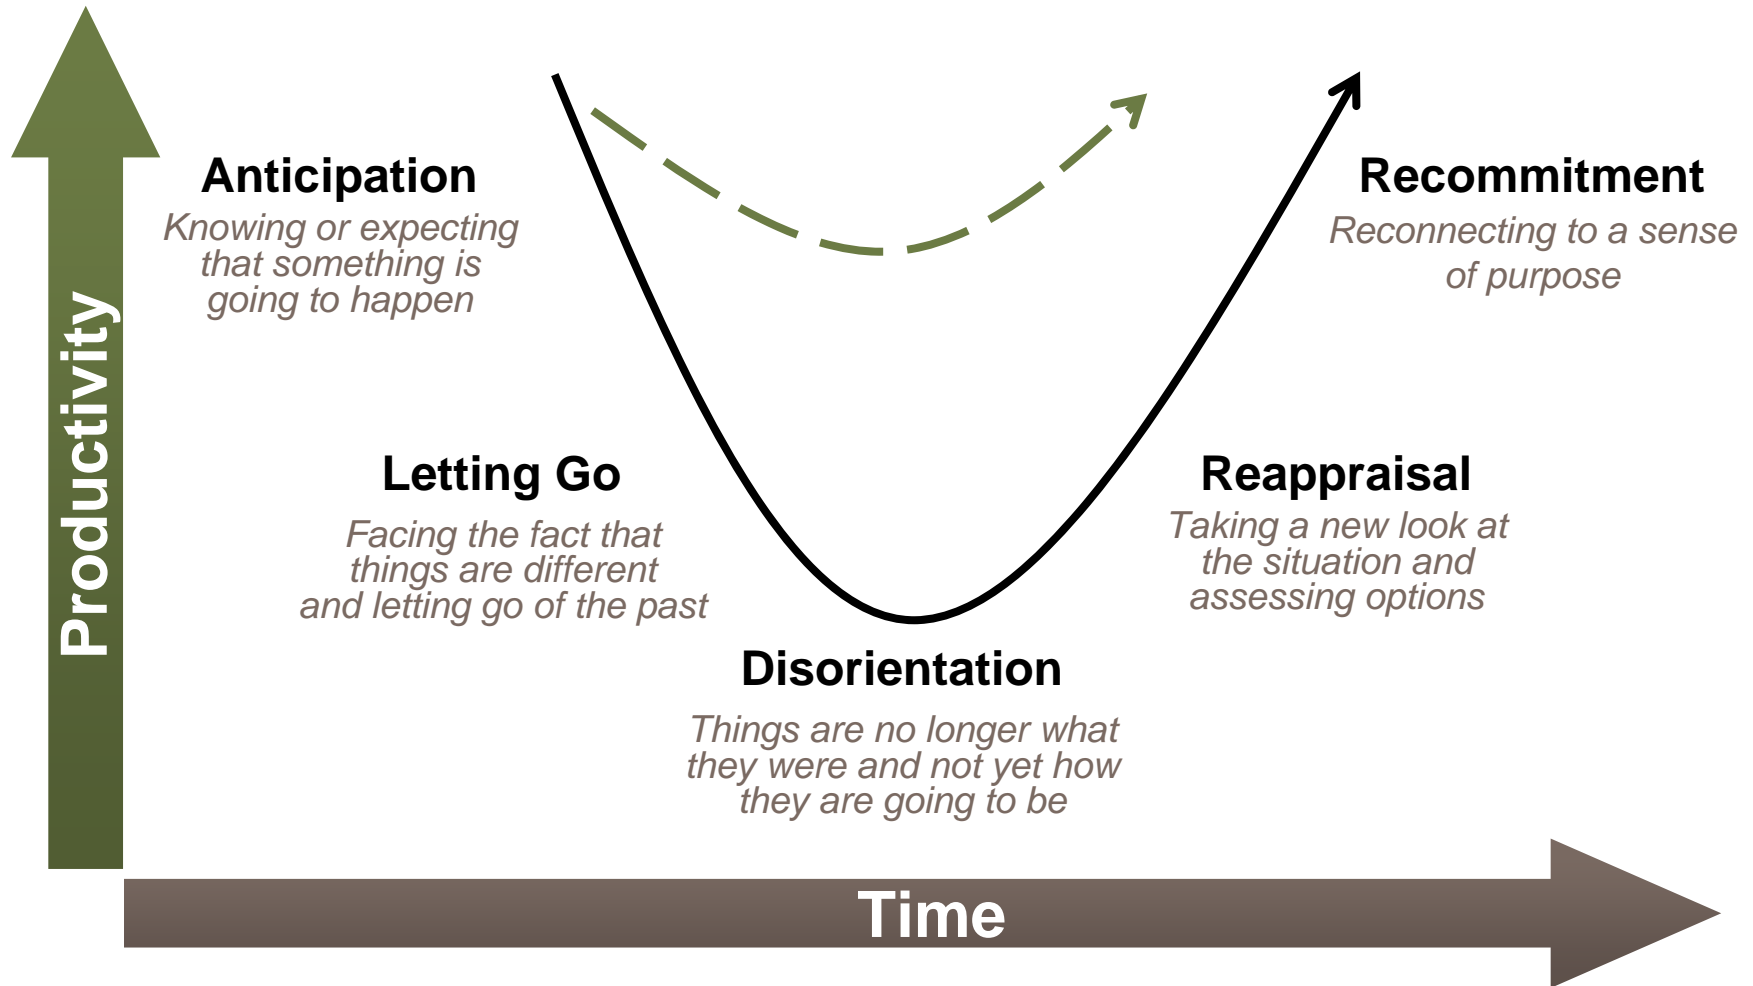 Productivity
Anticipation
Knowing or expecting
that something is
going to happen
Letting Go
Facing the fact that
things are different
and letting go of the past
Disorientation
Things are no longer what
they were and not yet how
they are going to be
Reappraisal
Taking a new look at
the situation and
assessing options
Recommitment
Reconnecting to a sense
of purpose
Time